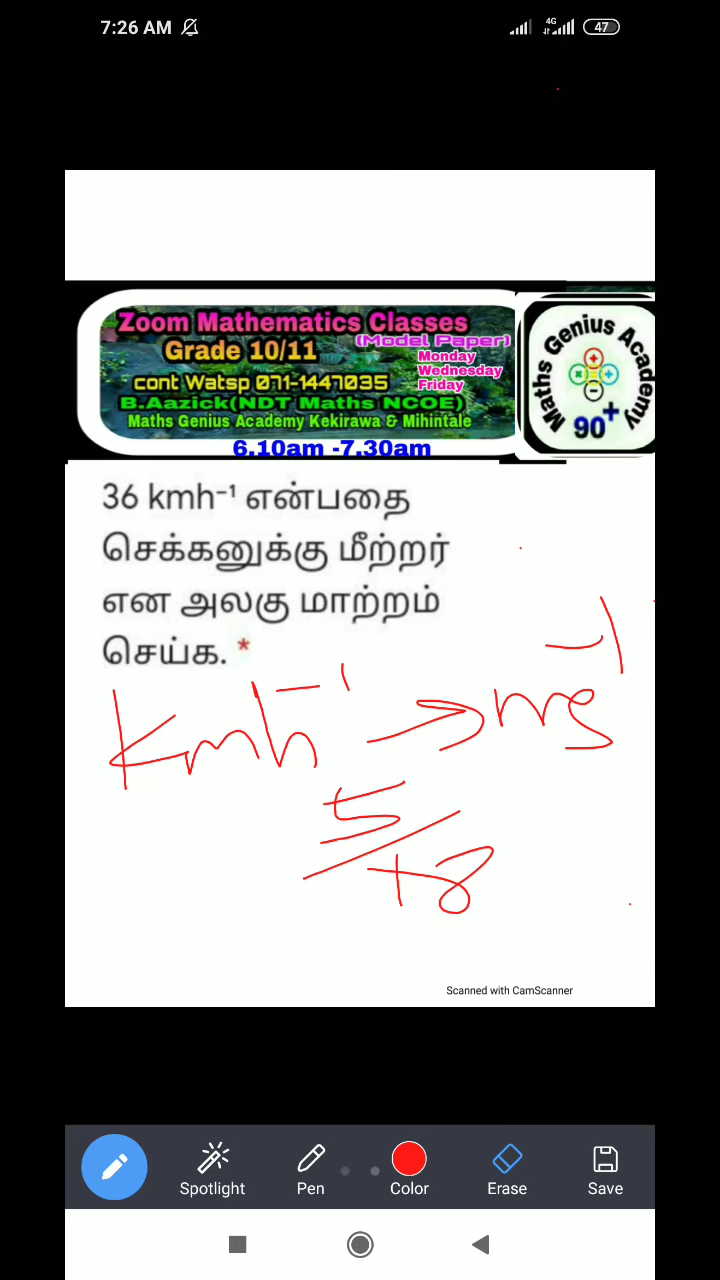 7:26 AM
4G
47
Zoom Mathematics Classes
(Model Paper)
Grade 10/11
Monday
Wednesday
Friday
cont Watsp 071-1447035
B.Aazick(NDT Maths NCOE)
Maths Genius Academy Kekirawa & Mihintale
6.10am -7.30am
Maths Genius Academy
90+
36 kmh⁻¹ என்பதை
செக்கனுக்கு மீற்றர்
என அலகு மாற்றம்
செய்க. *
kmh⁻¹ → ms⁻¹
5/18
Scanned with CamScanner
Spotlight
Pen
Color
Erase
Save